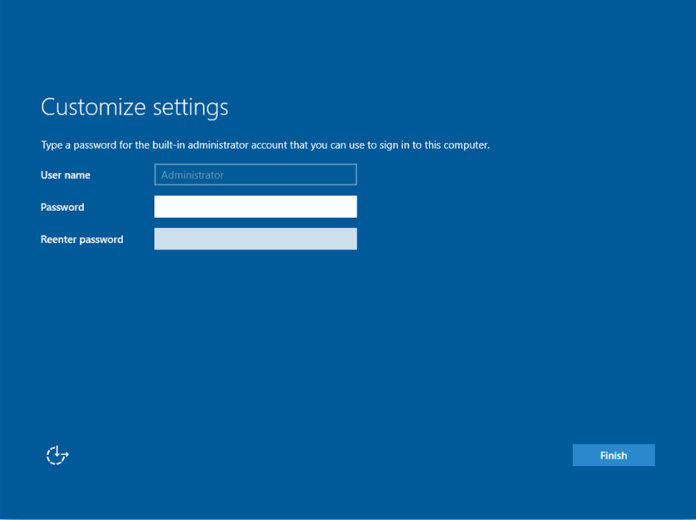 Customize settings
Type a password for the built-in administrator account that you can use to sign in to this computer.
User name
Administrator
Password
Reenter password
Finish